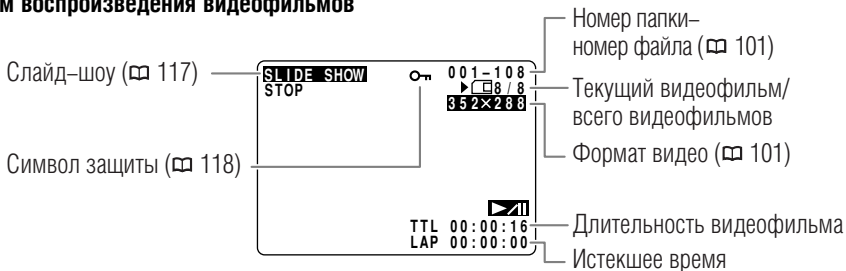 м воспроизведения видеофильмов
Номер папки–
номер файла (101)
Слайд–шоу (117)
SLIDE SHOW
001–108
STOP
8/8
Текущий видеофильм/
всего видеофильмов
352×288
Формат видео (101)
Символ защиты (118)
TTL 00:00:16
Длительность видеофильма
LAP 00:00:00
Истекшее время